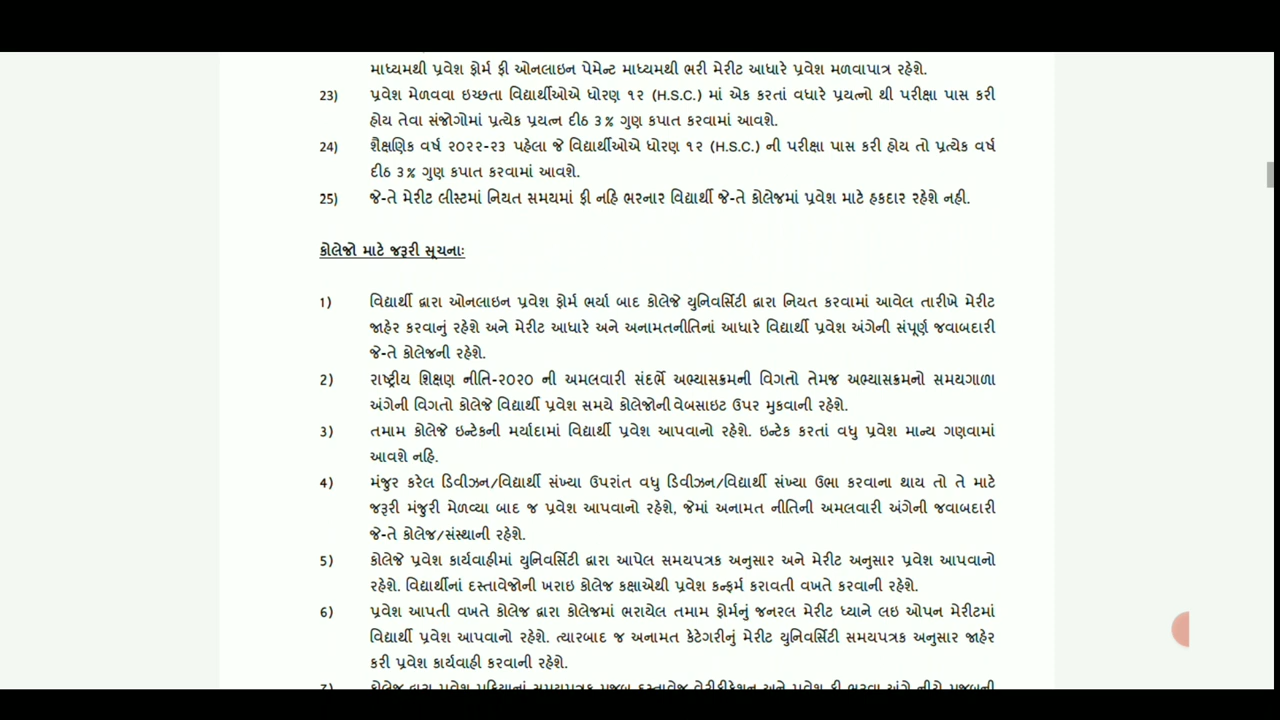 માધ્યમથી પ્રવેશ ફોર્મ ફી ઓનલાઇન પેમેન્ટ માધ્યમથી ભરી મેરીટ આધારે પ્રવેશ મળવાપાત્ર રહેશે.
23) પ્રવેશ મેળવવા ઇચ્છતા વિદ્યાર્થીઓએ ધોરણ ૧૨ (H.S.C.) માં એક કરતાં વધારે પ્રયત્નો થી પરીક્ષા પાસ કરી
હોય તેવા સંજોગોમાં પ્રત્યેક પ્રયત્ન દીઠ 3% ગુણ કપાત કરવામાં આવશે.
24) શૈક્ષણિક વર્ષ ૨૦૨૨-૨૩ પહેલા જે વિદ્યાર્થીઓએ ધોરણ ૧૨ (H.S.C.) ની પરીક્ષા પાસ કરી હોય તો પ્રત્યેક વર્ષ
દીઠ 3% ગુણ કપાત કરવામાં આવશે.
25) જે-તે મેરીટ લીસ્ટમાં નિયત સમયમાં ફી નહિ ભરનાર વિદ્યાર્થી જે-તે કોલેજમાં પ્રવેશ માટે હકદાર રહેશે નહી.
કોલેજો માટે જરૂરી સૂચનાઃ
1) વિદ્યાર્થી દ્વારા ઓનલાઇન પ્રવેશ ફોર્મ ભર્યા બાદ કોલેજે યુનિવર્સિટી દ્વારા નિયત કરવામાં આવેલ તારીખે મેરીટ
જાહેર કરવાનું રહેશે અને મેરીટ આધારે અને અનામતનીતિનાં આધારે વિદ્યાર્થી પ્રવેશ અંગેની સંપૂર્ણ જવાબદારી
જે-તે કોલેજની રહેશે.
2) રાષ્ટ્રીય શિક્ષણ નીતિ-૨૦૨૦ ની અમલવારી સંદર્ભે અભ્યાસક્રમની વિગતો તેમજ અભ્યાસક્રમનો સમયગાળા
અંગેની વિગતો કોલેજે વિદ્યાર્થી પ્રવેશ સમયે કોલેજોની વેબસાઇટ ઉપર મુકવાની રહેશે.
3) તમામ કોલેજે ઇન્ટેકની મર્યાદામાં વિદ્યાર્થી પ્રવેશ આપવાનો રહેશે. ઇન્ટેક કરતાં વધુ પ્રવેશ માન્ય ગણવામાં
આવશે નહિ.
4) મંજુર કરેલ ડિવીઝન/વિદ્યાર્થી સંખ્યા ઉપરાંત વધુ ડિવીઝન/વિદ્યાર્થી સંખ્યા ઉભા કરવાના થાય તો તે માટે
જરૂરી મંજુરી મેળવ્યા બાદ જ પ્રવેશ આપવાનો રહેશે, જેમાં અનામત નીતિની અમલવારી અંગેની જવાબદારી
જે-તે કોલેજ/સંસ્થાની રહેશે.
5) કોલેજે પ્રવેશ કાર્યવાહીમાં યુનિવર્સિટી દ્વારા આપેલ સમયપત્રક અનુસાર અને મેરીટ અનુસાર પ્રવેશ આપવાનો
રહેશે. વિદ્યાર્થીનાં દસ્તાવેજોની ખરાઇ કોલેજ કક્ષાએથી પ્રવેશ કન્ફર્મ કરાવતી વખતે કરવાની રહેશે.
6) પ્રવેશ આપતી વખતે કોલેજ દ્વારા કોલેજમાં ભરાયેલ તમામ ફોર્મનું જનરલ મેરીટ ધ્યાને લઇ ઓપન મેરીટમાં
વિદ્યાર્થી પ્રવેશ આપવાનો રહેશે. ત્યારબાદ જ અનામત કેટેગરીનું મેરીટ યુનિવર્સિટી સમયપત્રક અનુસાર જાહેર
કરી પ્રવેશ કાર્યવાહી કરવાની રહેશે.